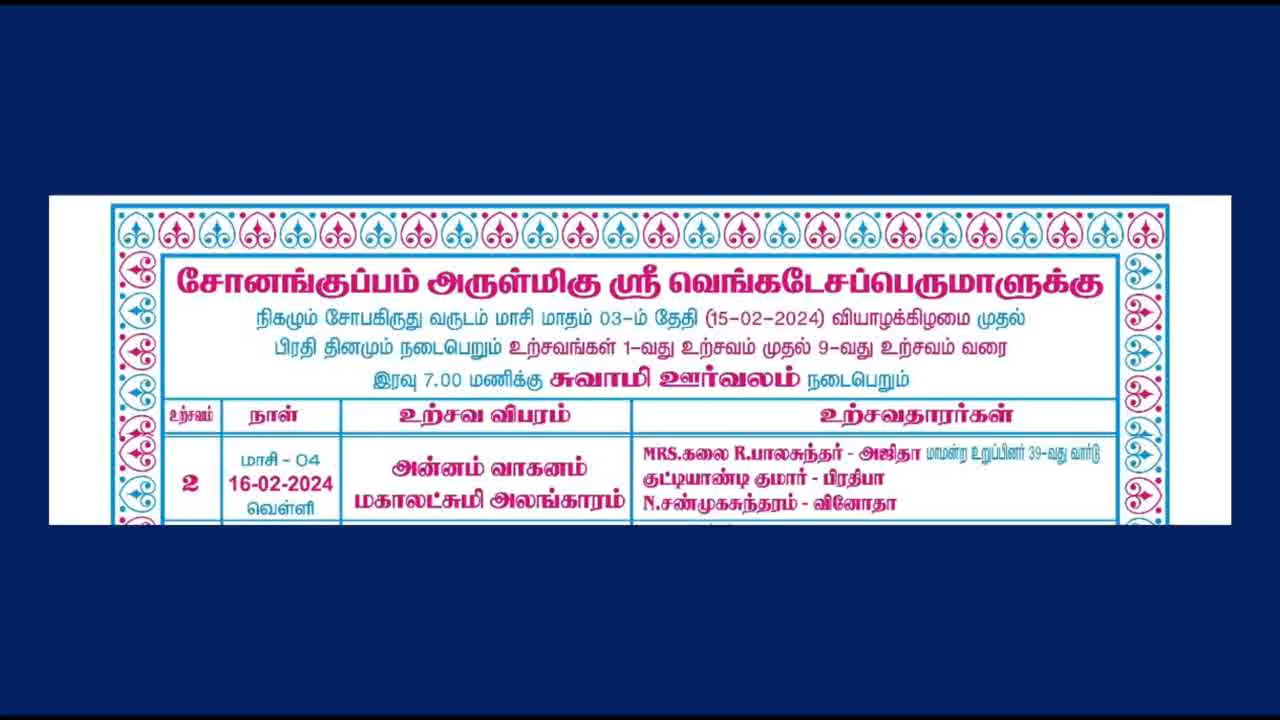 சோனங்குப்பம் அருள்மிகு ஸ்ரீ வெங்கடேசப்பெருமாளுக்கு
நிகழும் சோபகிருது வருடம் மாசி மாதம் 03-ம் தேதி (15-02-2024) வியாழக்கிழமை முதல்
பிரதி தினமும் நடைபெறும் உற்சவங்கள் 1-வது உற்சவம் முதல் 9-வது உற்சவம் வரை
இரவு 7.00 மணிக்கு சுவாமி ஊர்வலம் நடைபெறும்
உற்சவம் நாள் உற்சவ விபரம் உற்சவதாரர்கள்
2
மாசி - 04
16-02-2024
வெள்ளி
அன்னம் வாகனம்
மகாலட்சுமி அலங்காரம்
MRS.கலை R.பாலசுந்தர் - அஜிதா மாமன்ற உறுப்பினர் 39-வது வார்டு
குட்டியாண்டி குமார் - பிரதிபா
N.சண்முகசுந்தரம் - வினோதா